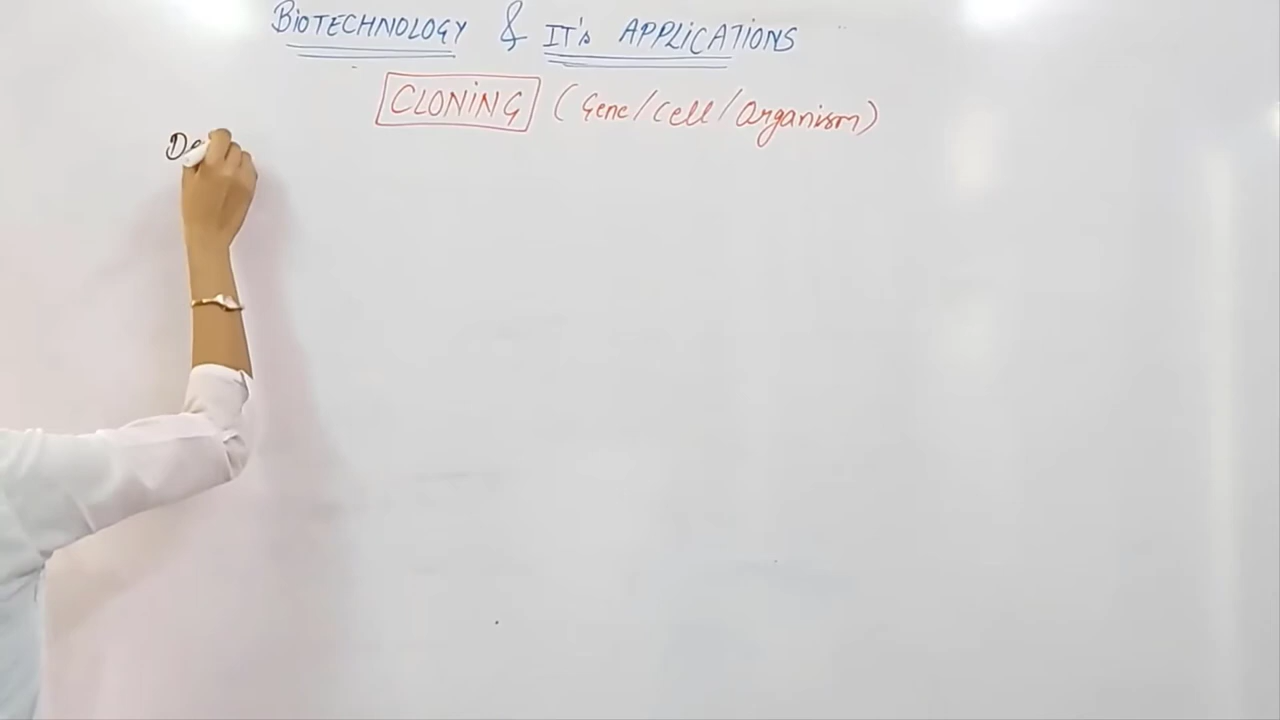 BIOTECHNOLOGY & IT's APPLICATIONS
CLONING (Gene/Cell/Organism)
De